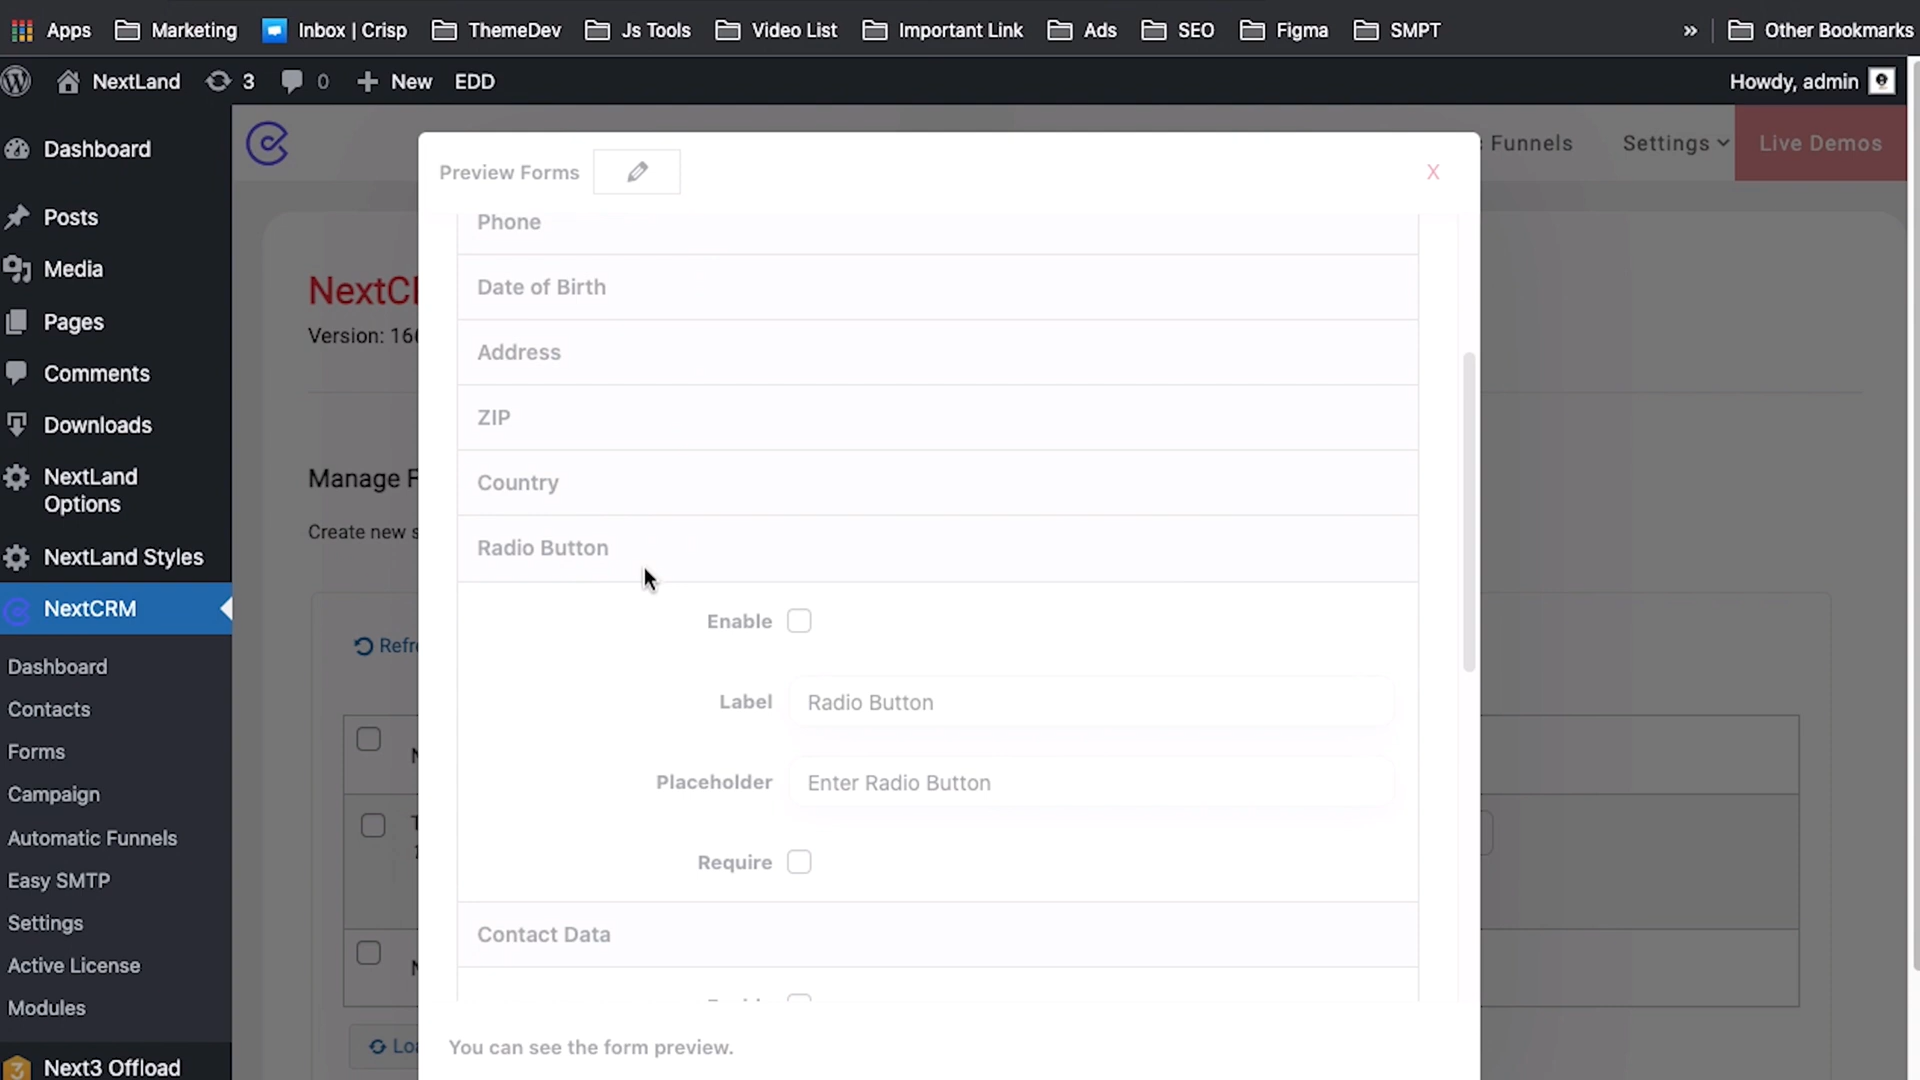 Apps Marketing Inbox | Crisp ThemeDev Js Tools Video List Important Link Ads SEO Figma SMPT » Other Bookmarks
NextLand 3 0 + New EDD Howdy, admin
Dashboard
Posts
Media
Pages
Comments
Downloads
NextLand
Options
NextLand Styles
NextCRM
Dashboard
Contacts
Forms
Campaign
Automatic Funnels
Easy SMTP
Settings
Active License
Modules
Next3 Offload
Funnels Settings Live Demos
Version:
Manage
Create new
Preview Forms X
Phone
Date of Birth
Address
ZIP
Country
Radio Button
Enable
Label Radio Button
Placeholder Enter Radio Button
Require
Contact Data
You can see the form preview.